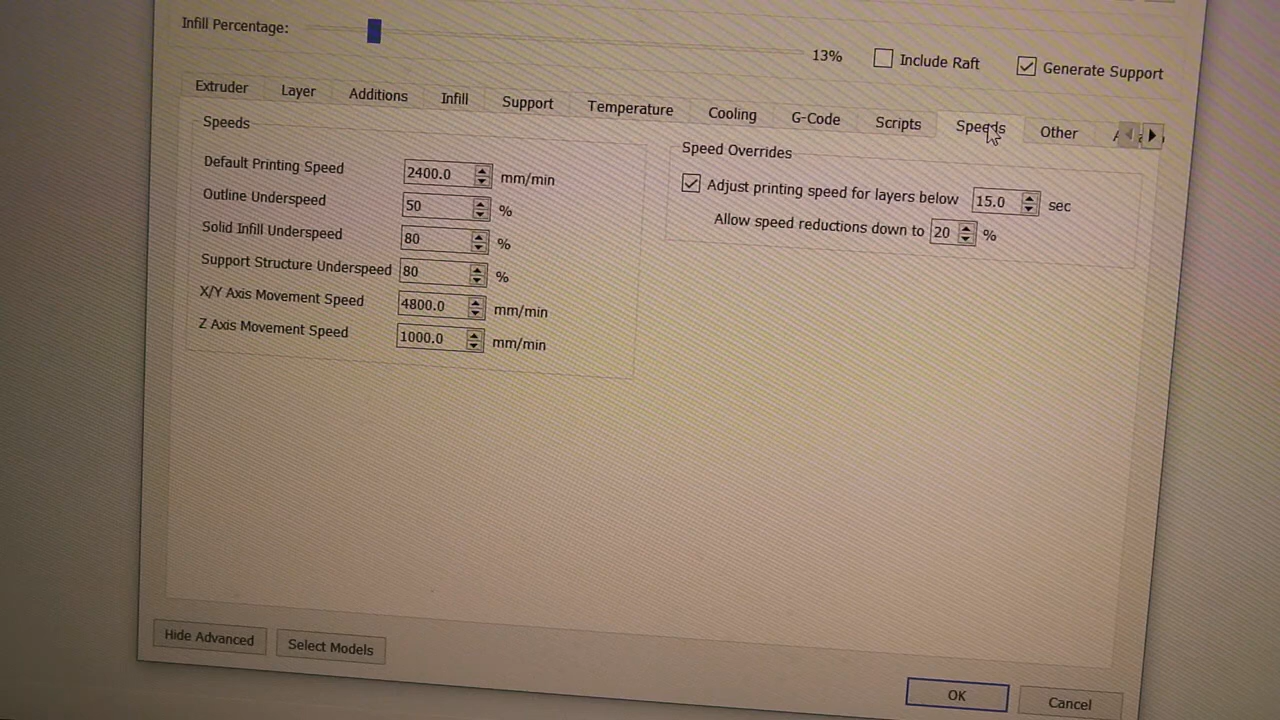 Infill Percentage: 13% Include Raft Generate Support
Extruder Layer Additions Infill Support Temperature Cooling G-Code Scripts Speeds Other
Speeds
Default Printing Speed 2400.0 mm/min
Outline Underspeed 50 %
Solid Infill Underspeed 80 %
Support Structure Underspeed 80 %
X/Y Axis Movement Speed 4800.0 mm/min
Z Axis Movement Speed 1000.0 mm/min
Speed Overrides
Adjust printing speed for layers below 15.0 sec
Allow speed reductions down to 20 %
Hide Advanced Select Models
OK Cancel